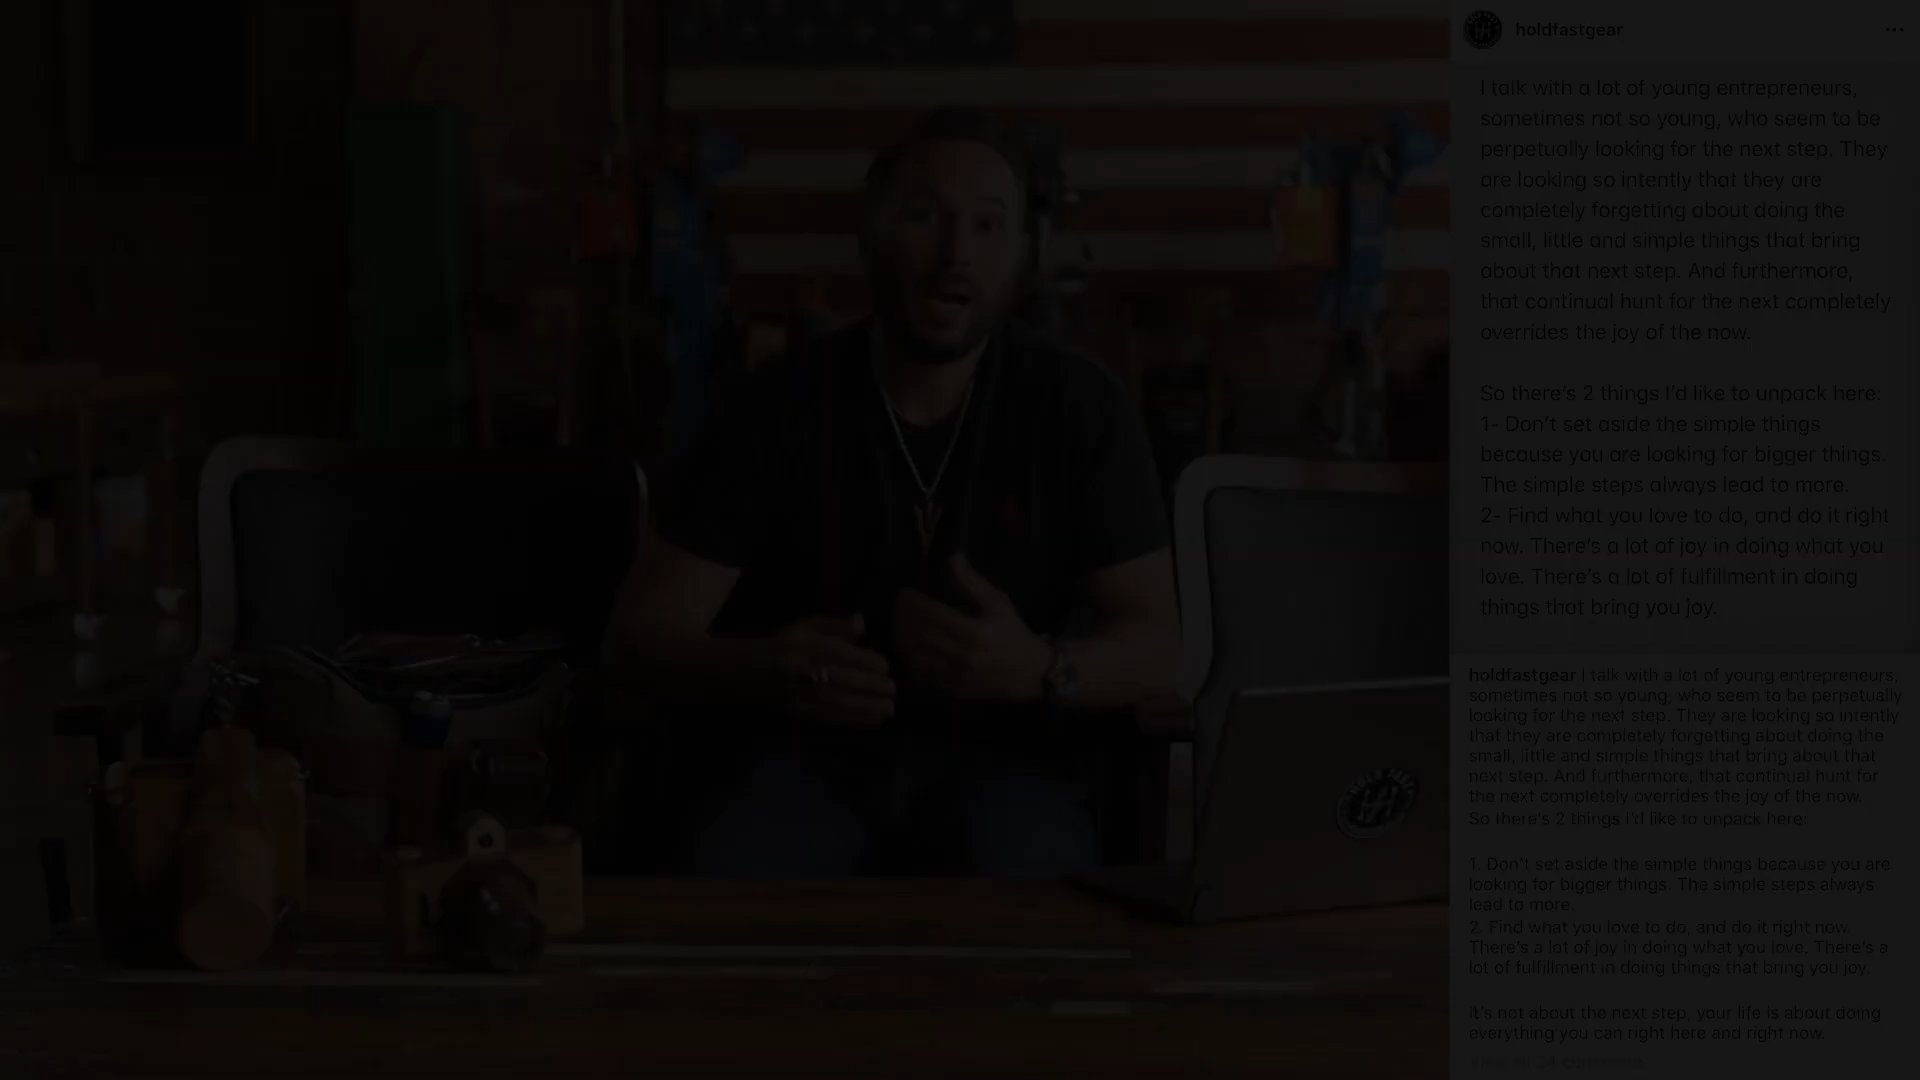 holdfastgear
I talk with a lot of young entrepreneurs,
sometimes not so young, who seem to be
perpetually looking for the next step. They
are looking so intently that they are
completely forgetting about doing the
small, little and simple things that bring
about that next step. And furthermore,
that continual hunt for the next completely
overrides the joy of the now.
So there's 2 things I'd like to unpack here:
1- Don't set aside the simple things
because you are looking for bigger things.
The simple steps always lead to more.
2- Find what you love to do, and do it right
now. There's a lot of joy in doing what you
love. There's a lot of fulfillment in doing
things that bring you joy.
holdfastgear I talk with a lot of young entrepreneurs,
sometimes not so young, who seem to be perpetually
looking for the next step. They are looking so intently
that they are completely forgetting about doing the
small, little and simple things that bring about that
next step. And furthermore, that continual hunt for
the next completely overrides the joy of the now.
So there's 2 things I'd like to unpack here:
1. Don't set aside the simple things because you are
looking for bigger things. The simple steps always
lead to more.
2. Find what you love to do, and do it right now.
There's a lot of joy in doing what you love. There's a
lot of fulfillment in doing things that bring you joy.
It's not about the next step, your life is about doing
everything you can right here and right now.
View all 24 comments